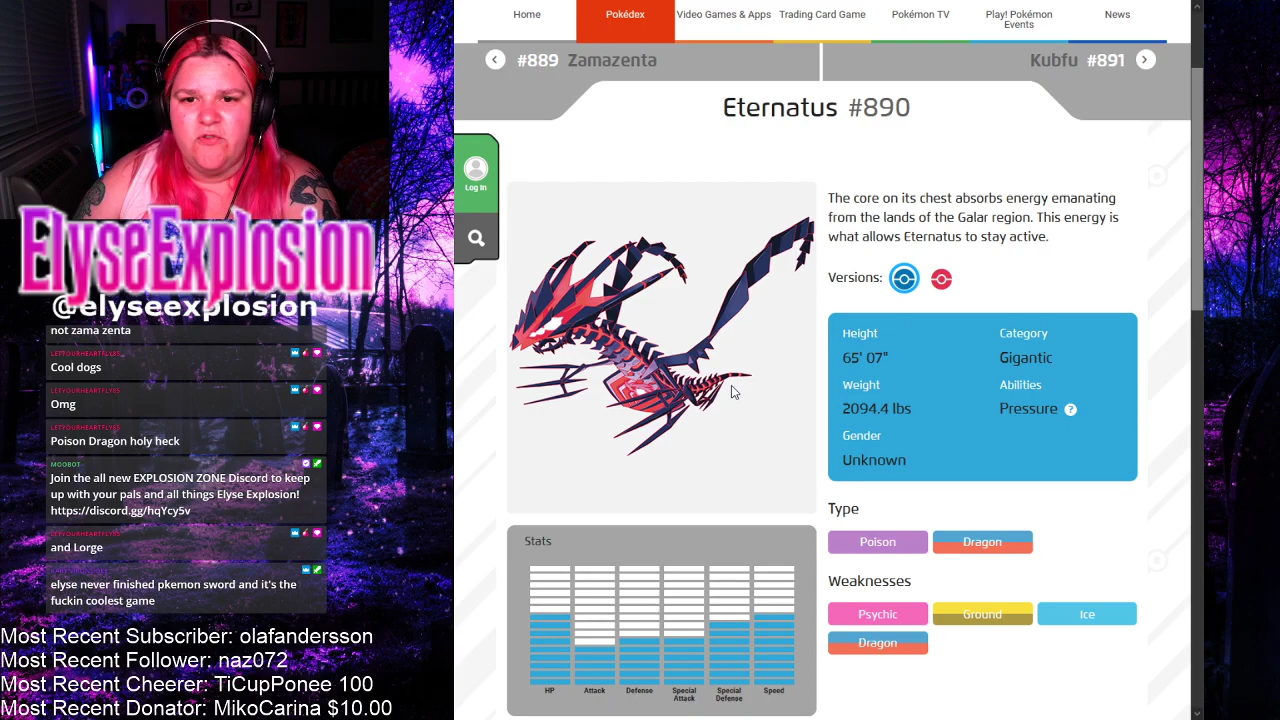 Home
Pokédex
Video Games & Apps
Trading Card Game
Pokémon TV
Play! Pokémon
Events
News
#889 Zamazenta
Kubfu #891
Eternatus #890
Log In
The core on its chest absorbs energy emanating
from the lands of the Galar region. This energy is
what allows Eternatus to stay active.
Versions:
Height
65' 07"
Weight
2094.4 lbs
Gender
Unknown
Category
Gigantic
Abilities
Pressure ?
Type
Poison
Dragon
Weaknesses
Psychic
Ground
Ice
Dragon
Stats
HP
Attack
Defense
Special
Attack
Special
Defense
Speed
ElyseExplosion
@elyseexplosion
not zama zenta
Cool dogs
Omg
Poison Dragon holy heck
MOOBOT
Join the all new EXPLOSION ZONE Discord to keep
up with your pals and all things Elyse Explosion!
https://discord.gg/hqYcy5v
and Lorge
elyse never finished pkemon sword and it's the
fuckin coolest game
Most Recent Subscriber: olafandersson
Most Recent Follower: naz072
Most Recent Cheerer: TiCupPonee 100
Most Recent Donator: MikoCarina $10.00